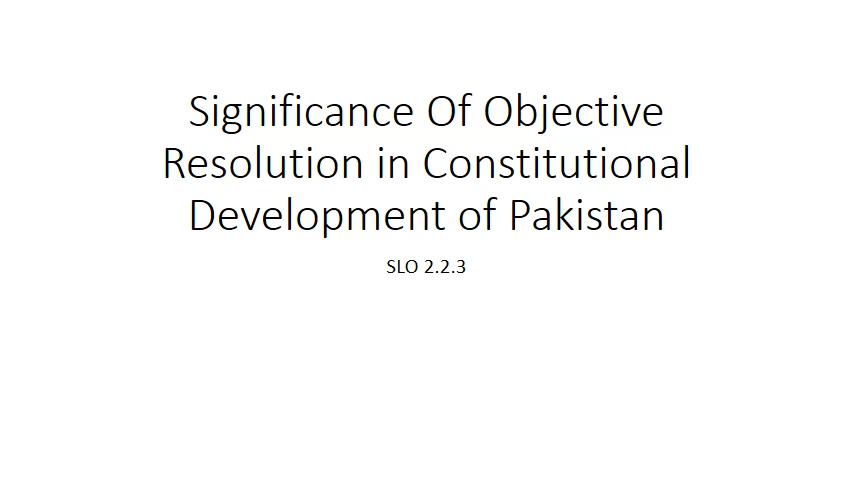 Significance Of Objective
Resolution in Constitutional
Development of Pakistan
SLO 2.2.3